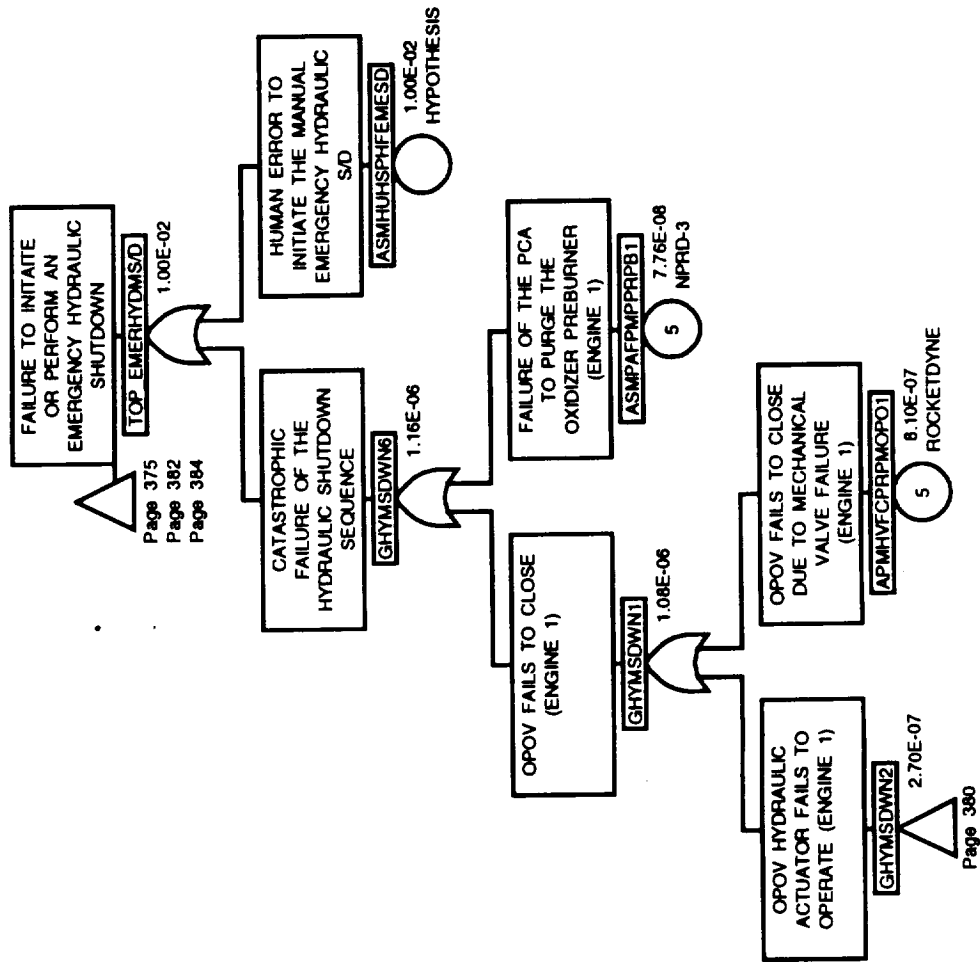 FAILURE TO INITAITE
OR PERFORM AN
EMERGENCY HYDRAULIC
SHUTDOWN
TOP EMERHYDMS/D
1.00E-02
Page 375
Page 382
Page 384
CATASTROPHIC
FAILURE OF THE
HYDRAULIC SHUTDOWN
SEQUENCE
GHYMSDWN6
1.16E-06
HUMAN ERROR TO
INITIATE THE MANUAL
EMERGENCY HYDRAULIC
S/D
ASMHUHSPHFEMESD
1.00E-02
HYPOTHESIS
OPOV FAILS TO CLOSE
(ENGINE 1)
GHYMSDWN1
1.08E-06
FAILURE OF THE PCA
TO PURGE THE
OXIDIZER PREBURNER
(ENGINE 1)
ASMPAFPMPPRPB1
5
7.76E-08
NPRD-3
OPOV HYDRAULIC
ACTUATOR FAILS TO
OPERATE (ENGINE 1)
GHYMSDWN2
2.70E-07
Page 380
OPOV FAILS TO CLOSE
DUE TO MECHANICAL
VALVE FAILURE
(ENGINE 1)
APMHVFCPRPMOPO1
5
8.10E-07
ROCKETDYNE